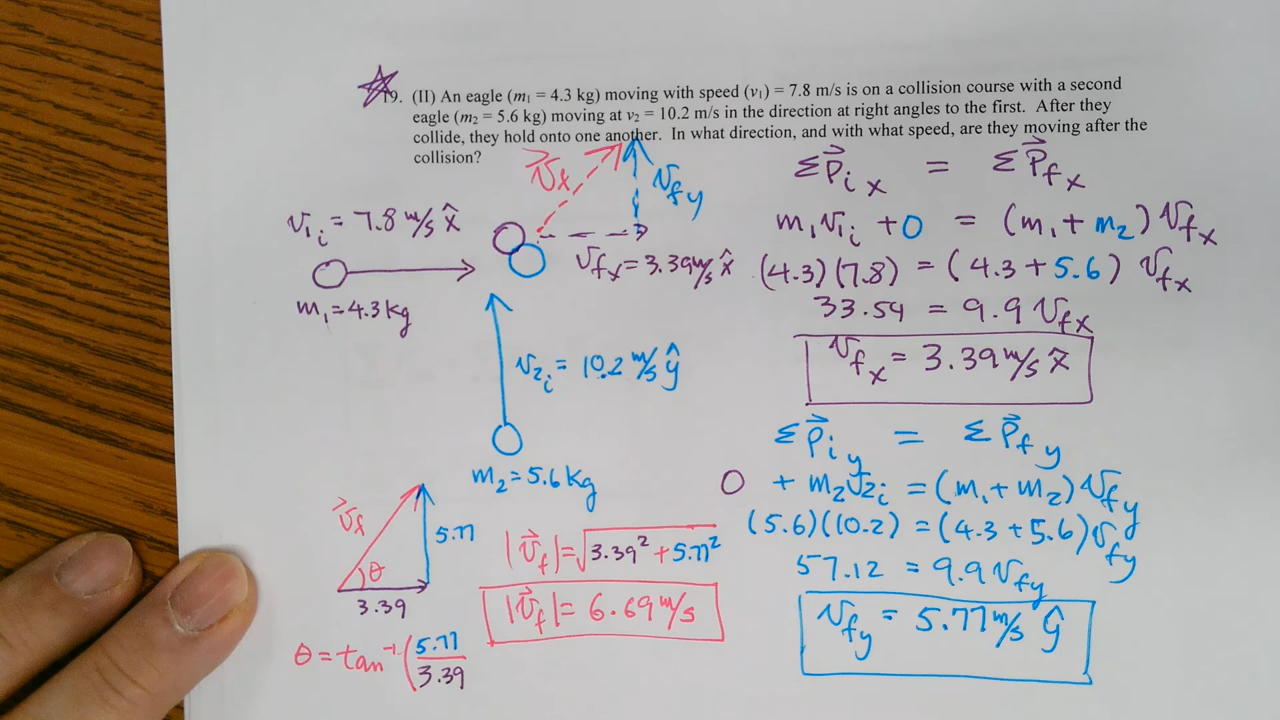 19. (II) An eagle (m₁ = 4.3 kg) moving with speed (v₁) = 7.8 m/s is on a collision course with a second
eagle (m₂ = 5.6 kg) moving at v₂ = 10.2 m/s in the direction at right angles to the first. After they
collide, they hold onto one another. In what direction, and with what speed, are they moving after the
collision?
v₁ᵢ = 7.8 m/s x̂
m₁=4.3 kg
v⃗x
vfy
vfx=3.39 m/s x̂
v₂ᵢ = 10.2 m/s ŷ
m₂=5.6 kg
v⃗f
5.77
θ
3.39
θ = tan⁻¹(5.77/3.39
|v⃗f|=√3.39²+5.77²
|v⃗f|= 6.69 m/s
Σp⃗ᵢx = Σp⃗fx
m₁v₁ᵢ +0 = (m₁+m₂)vfx
(4.3)(7.8) = (4.3+5.6) vfx
33.54 = 9.9 vfx
vfx = 3.39 m/s x̂
Σp⃗ᵢy = Σp⃗fy
0 + m₂v₂ᵢ = (m₁+m₂)vfy
(5.6)(10.2) = (4.3+5.6)vfy
57.12 = 9.9 vfy
vfy = 5.77 m/s ŷ